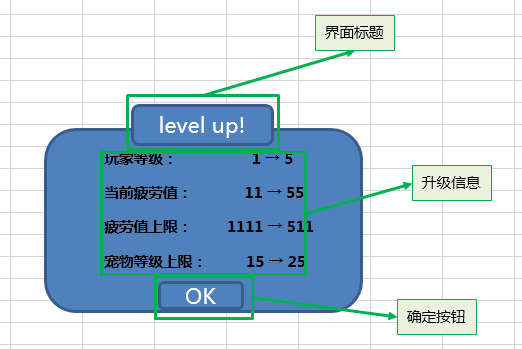 界面标题
level up!
玩家等级： 1 → 5
升级信息
当前疲劳值： 11 → 55
疲劳值上限： 1111 → 511
宠物等级上限： 15 → 25
OK
确定按钮